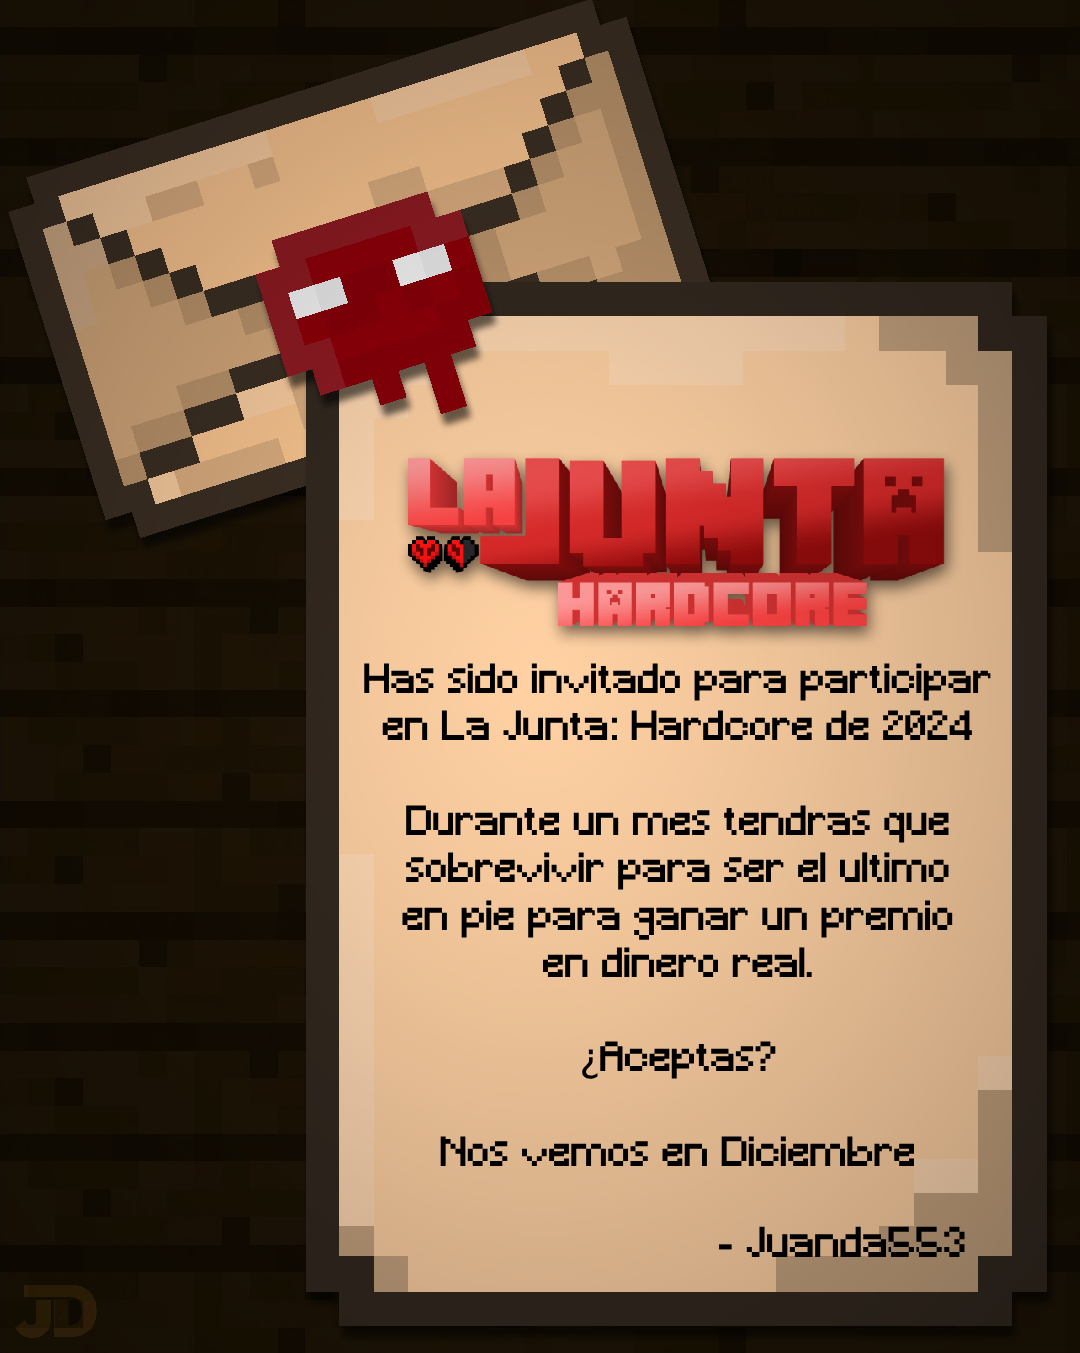 LA JUNTA
HARDCORE
Has sido invitado para participar
en La Junta: Hardcore de 2024
Durante un mes tendras que
sobrevivir para ser el ultimo
en pie para ganar un premio
en dinero real.
¿Aceptas?
Nos vemos en Diciembre
- Juanda553
JD